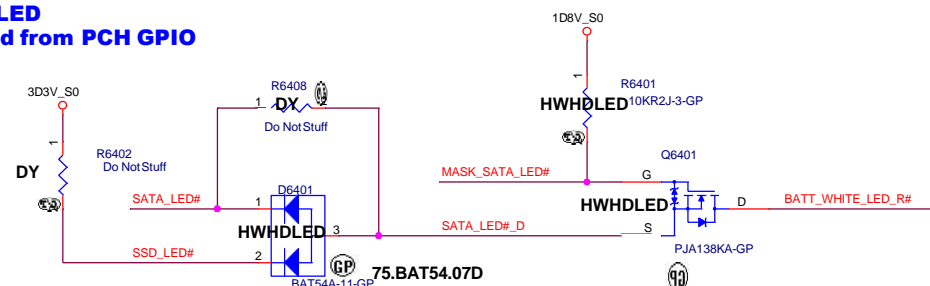 LED
d from PCH GPIO
1D8V_S0
3D3V_S0
1
R6402
Do Not Stuff
DY
R6408
1
DY
2
Do Not Stuff
1
R6401
HWHDLED
10KR2J-3-GP
MASK_SATA_LED#
Q6401
G
HWHDLED
S
D
BATT_WHITE_LED_R#
PJA138KA-GP
SATA_LED#
D6401
1
HWHDLED
3
SATA_LED#_D
SSD_LED#
2
GP
75.BAT54.07D
BAT54A-11-GP
GP